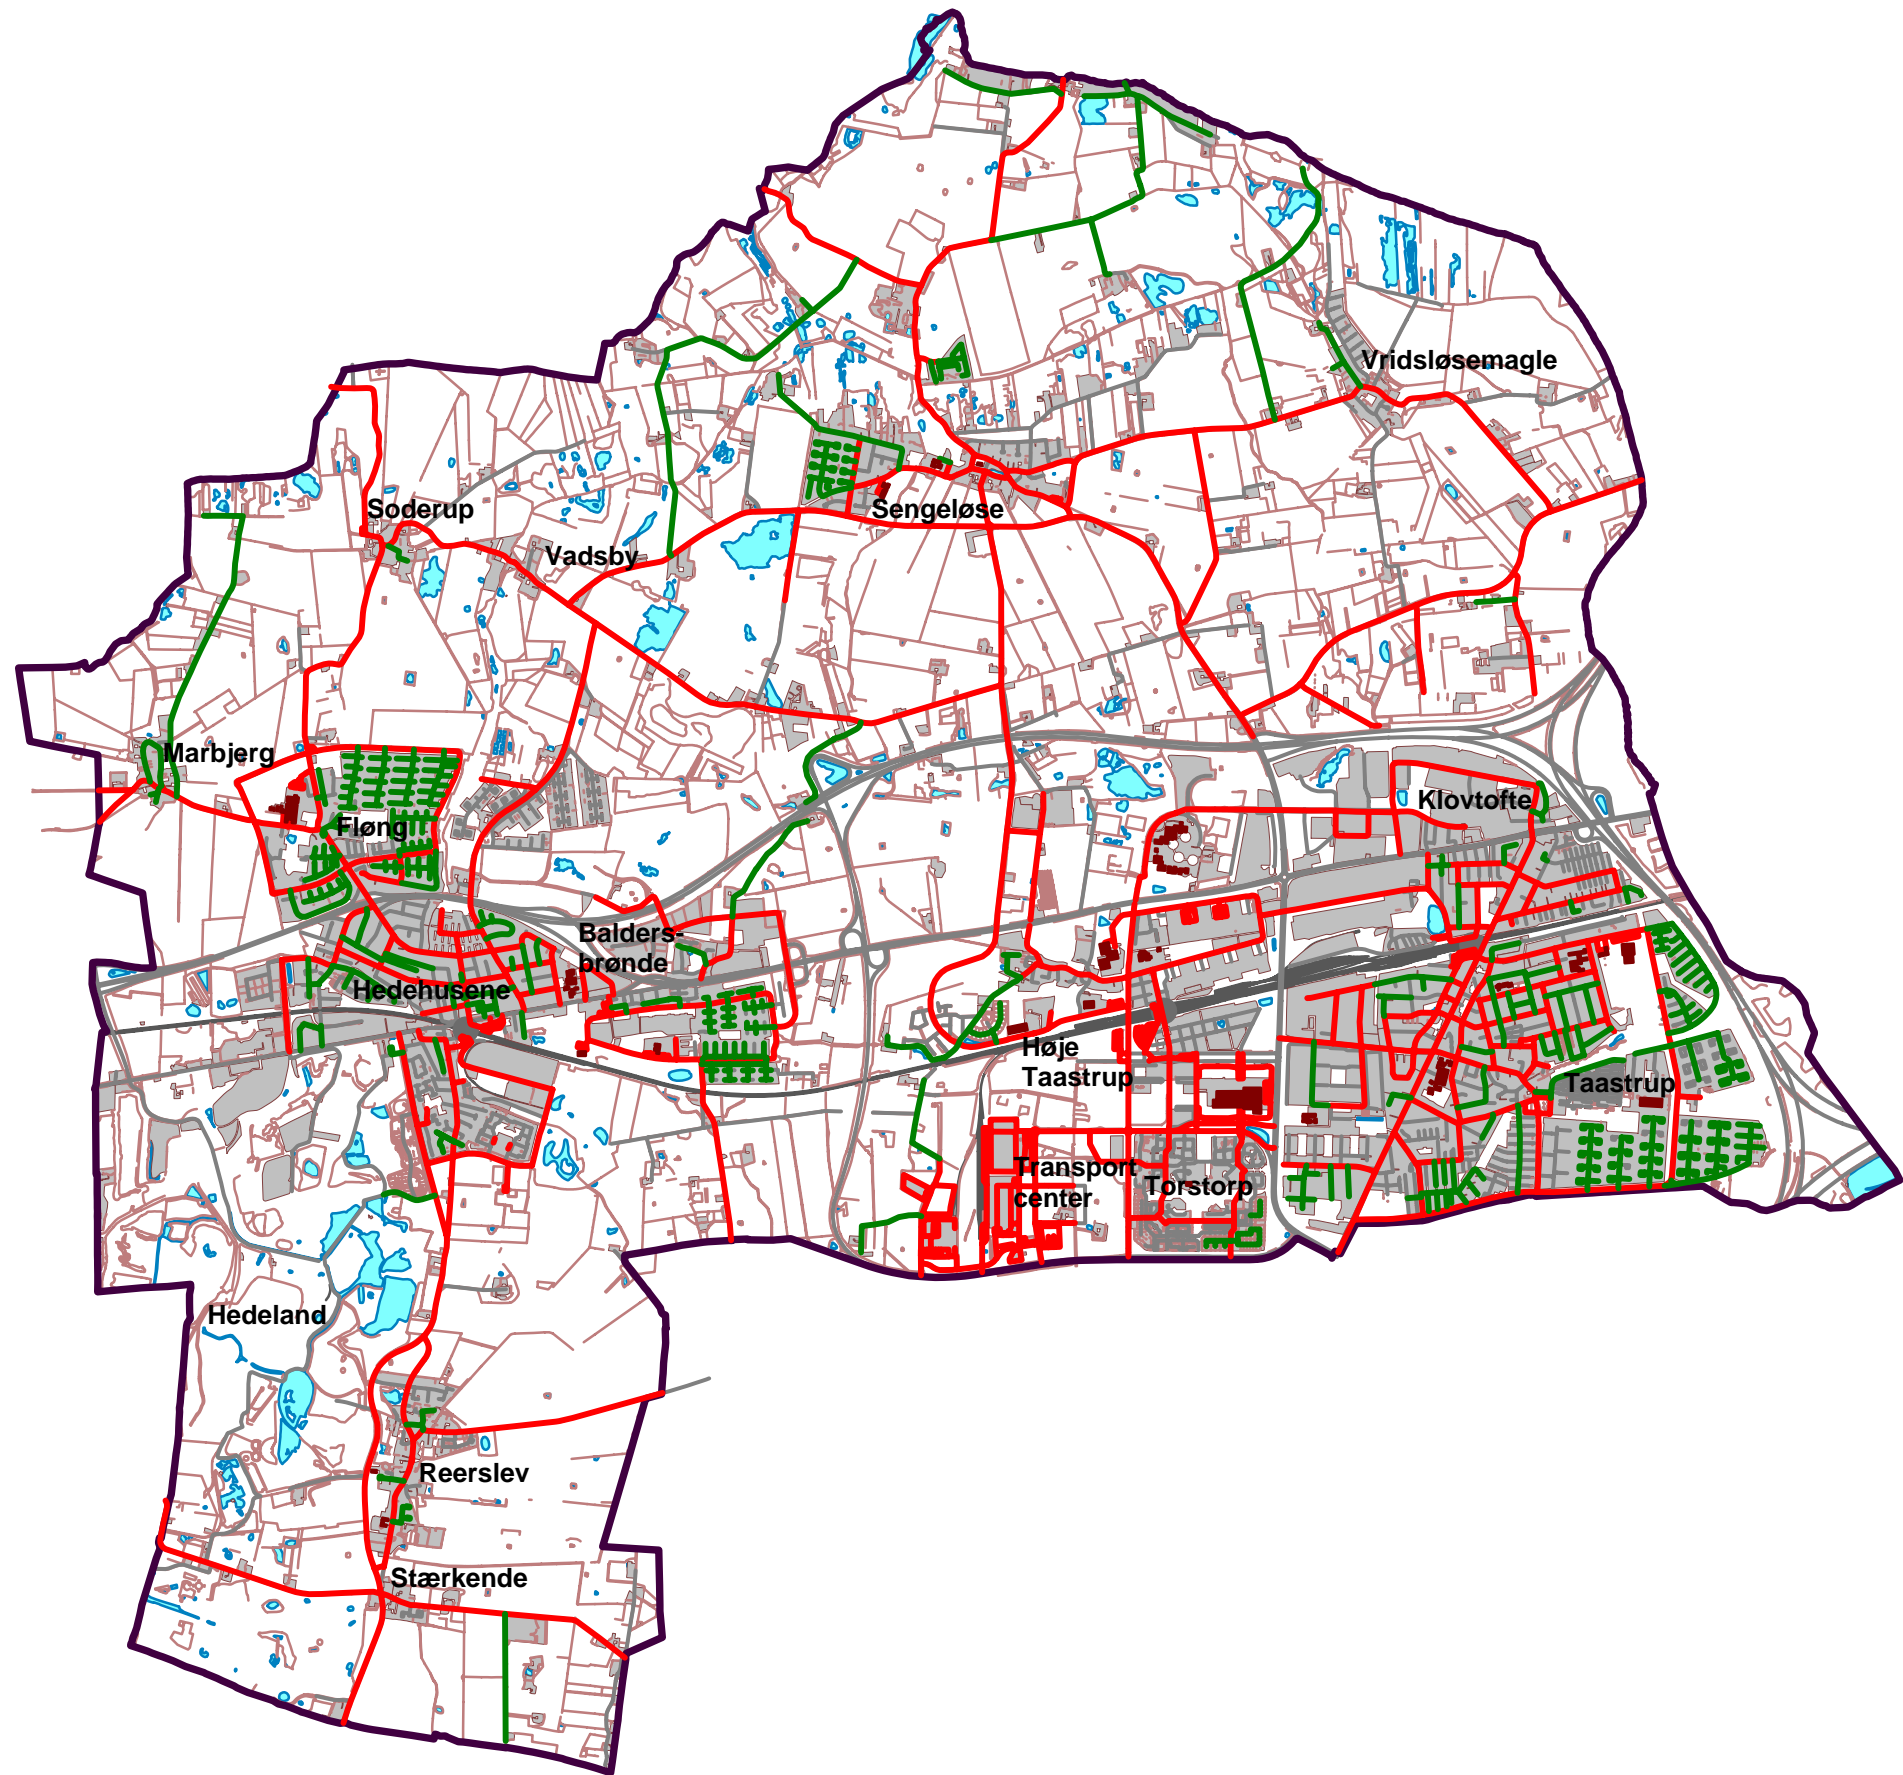 Vridsløsemagle
Soderup
Sengeløse
Vadsby
Marbjerg
Klovtofte
Fløng
Balders-
brønde
Hedehusene
Høje
Taastrup
Taastrup
Transport
center
Torstorp
Hedeland
Reerslev
Stærkende